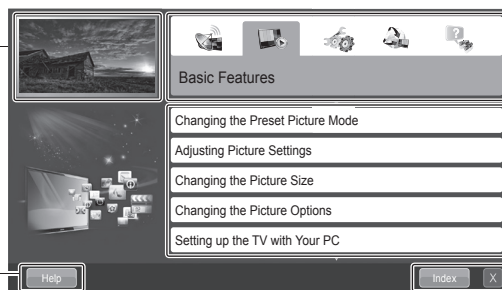 Basic Features
Changing the Preset Picture Mode
Adjusting Picture Settings
Changing the Picture Size
Changing the Picture Options
Setting up the TV with Your PC
Help
Index
X